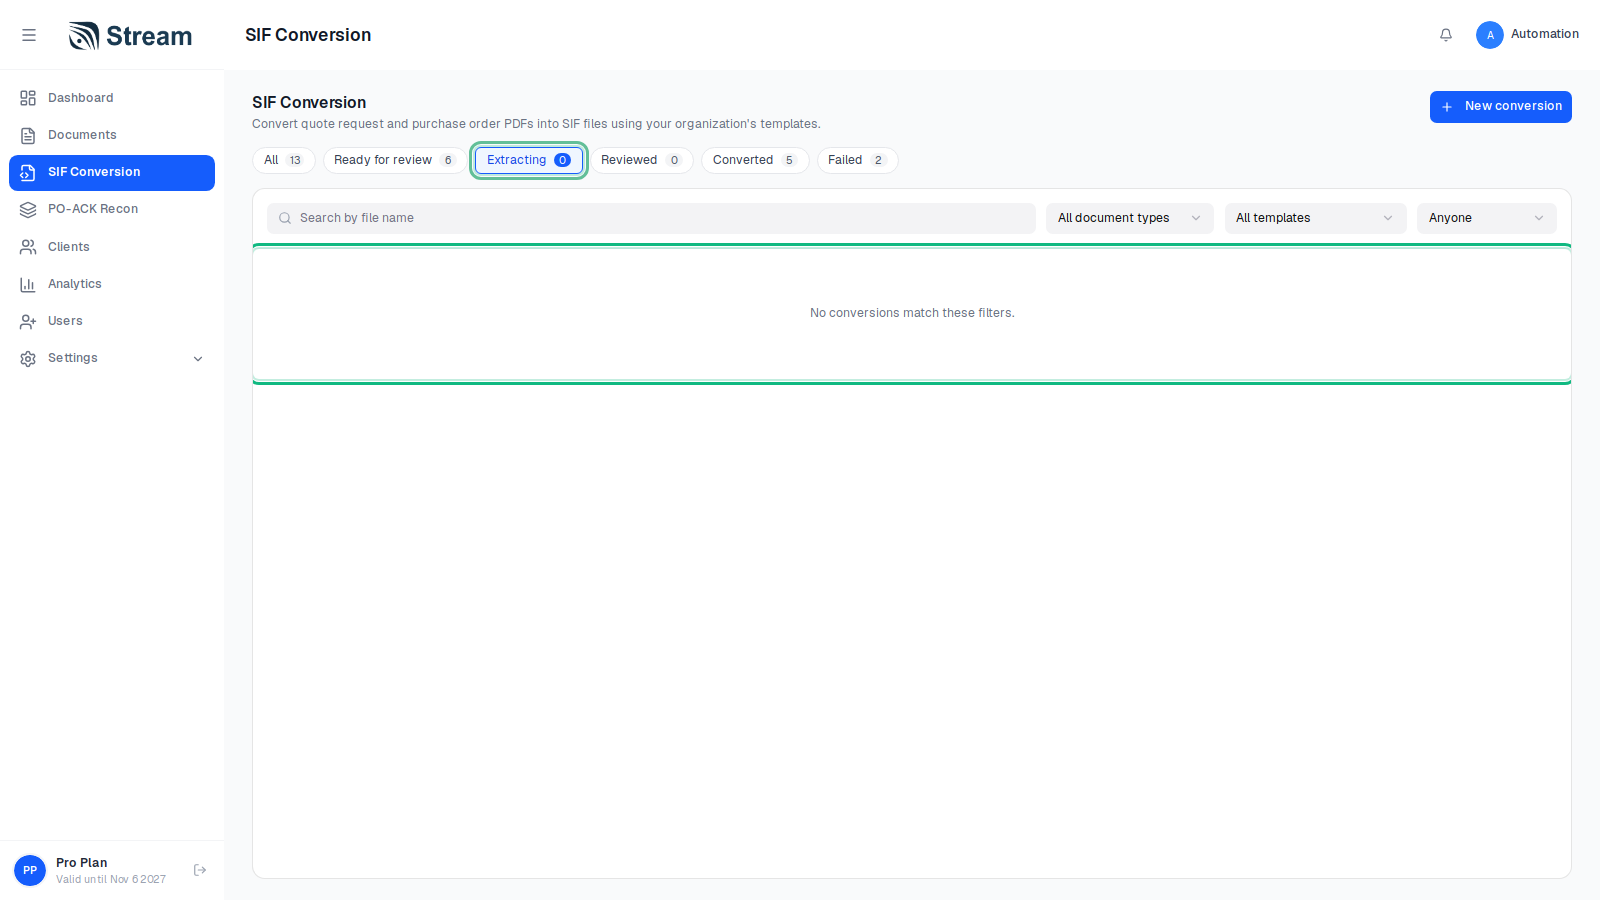 Stream
SIF Conversion
A
Automation
Dashboard
Documents
SIF Conversion
PO-ACK Recon
Clients
Analytics
Users
Settings
SIF Conversion
Convert quote request and purchase order PDFs into SIF files using your organization's templates.
New conversion
All 13
Ready for review 6
Extracting 0
Reviewed 0
Converted 5
Failed 2
Search by file name
All document types
All templates
Anyone
No conversions match these filters.
PP
Pro Plan
Valid until Nov 6 2027